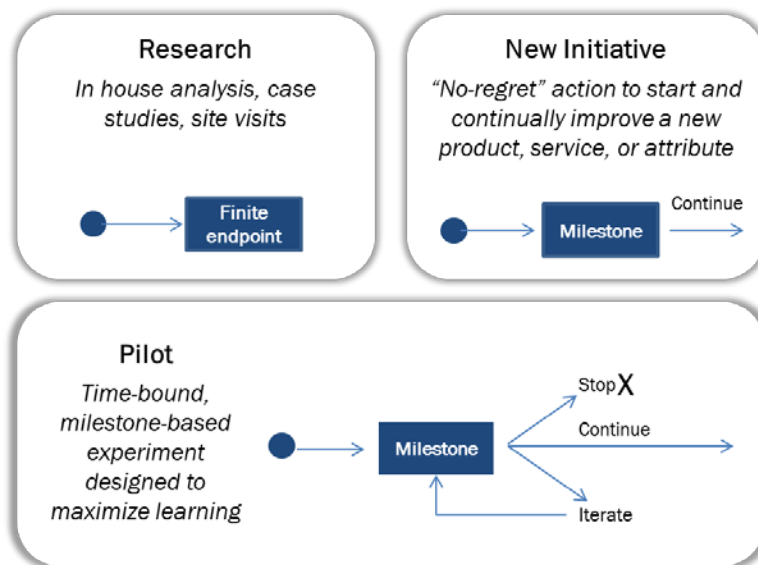 Research
In house analysis, case
studies, site visits
Finite
endpoint
New Initiative
“No-regret” action to start and
continually improve a new
product, service, or attribute
Milestone
Continue
Pilot
Time-bound,
milestone-based
experiment
designed to
maximize learning
Milestone
Stop X
Continue
Iterate